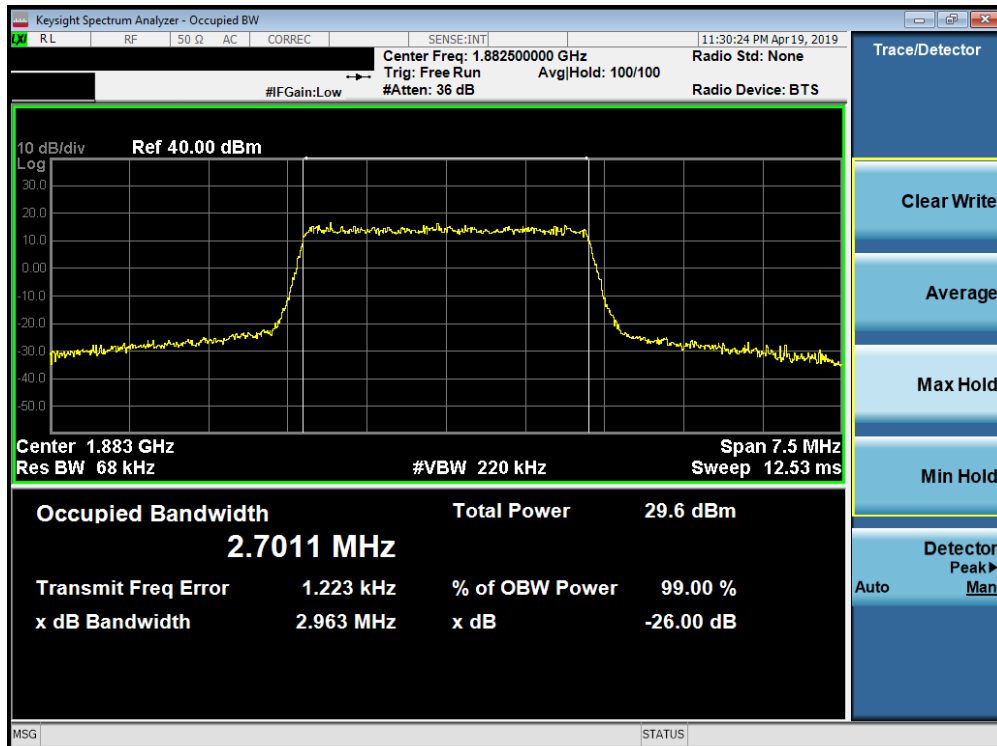 Keysight Spectrum Analyzer - Occupied BW
LXI RL RF 50 Ω AC CORREC SENSE:INT 11:30:24 PM Apr 19, 2019
Center Freq: 1.882500000 GHz Radio Std: None
Trig: Free Run Avg|Hold: 100/100
#IFGain:Low #Atten: 36 dB Radio Device: BTS
Trace/Detector
10 dB/div Ref 40.00 dBm
Log
30.0
20.0
10.0
0.00
-10.0
-20.0
-30.0
-40.0
-50.0
Center 1.883 GHz Span 7.5 MHz
Res BW 68 kHz #VBW 220 kHz Sweep 12.53 ms
Occupied Bandwidth Total Power 29.6 dBm
2.7011 MHz
Transmit Freq Error 1.223 kHz % of OBW Power 99.00 %
x dB Bandwidth 2.963 MHz x dB -26.00 dB
Clear Write
Average
Max Hold
Min Hold
Detector
Peak▶
Auto Man
MSG STATUS